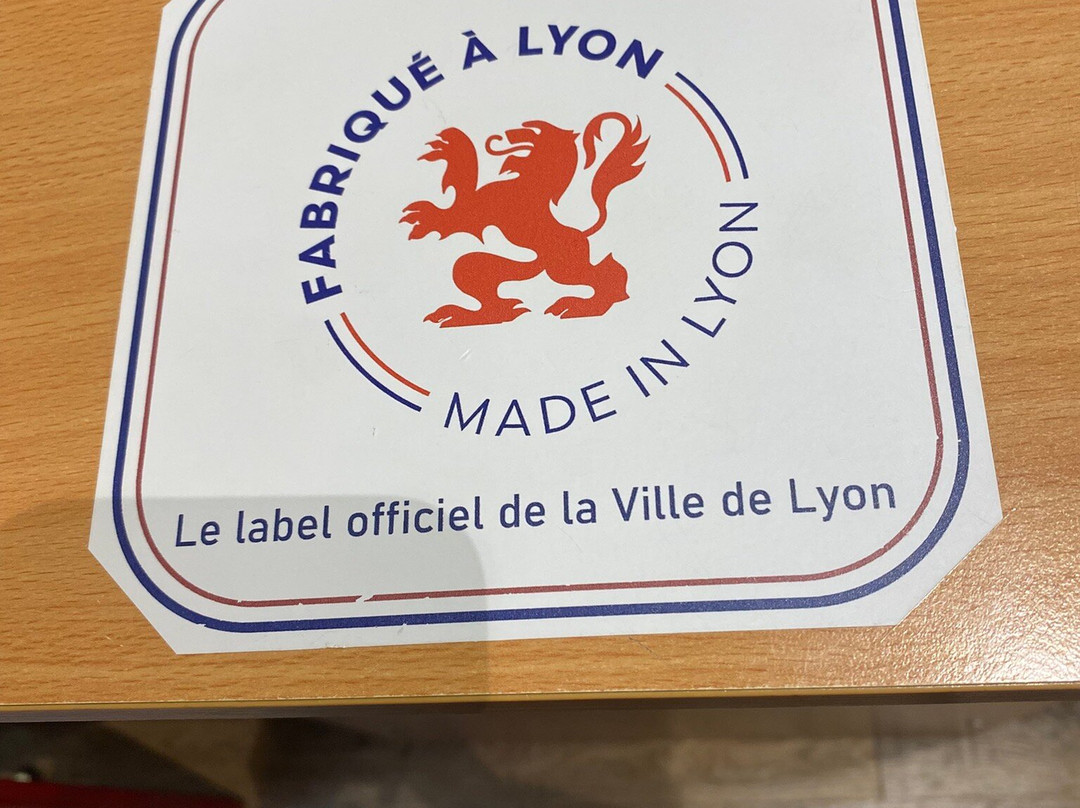 FABRIQUÉ À LYON
MADE IN LYON
Le label officiel de la Ville de Lyon